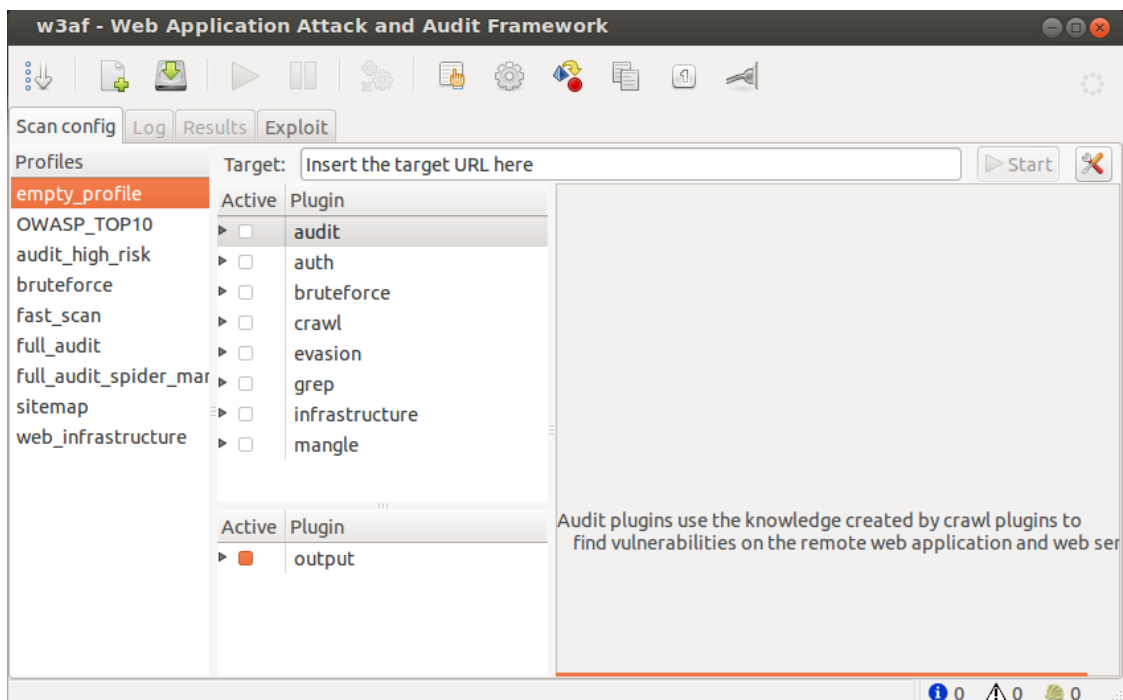 w3af - Web Application Attack and Audit Framework
1
Scan config Log Results Exploit
Profiles
empty_profile
OWASP_TOP10
audit_high_risk
bruteforce
fast_scan
full_audit
full_audit_spider_mar
sitemap
web_infrastructure
Target: Insert the target URL here Start
Active Plugin
audit
auth
bruteforce
crawl
evasion
grep
infrastructure
mangle
Active Plugin
output
Audit plugins use the knowledge created by crawl plugins to
find vulnerabilities on the remote web application and web ser
0 0 0